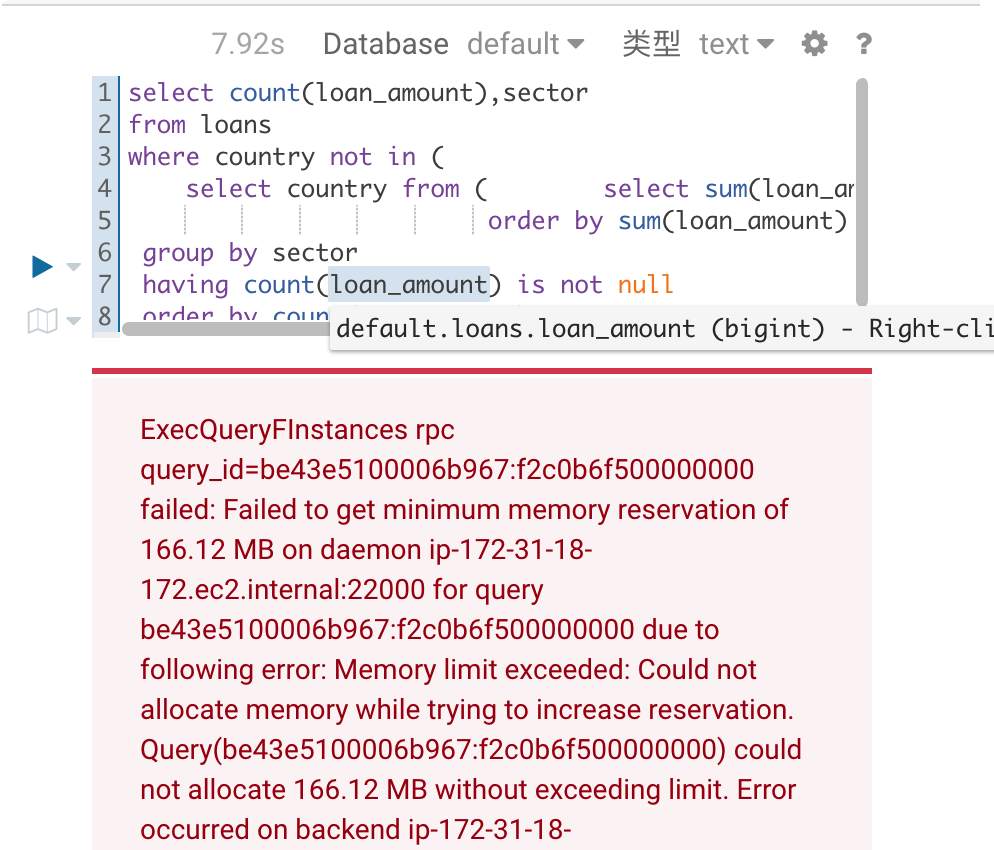 7.92s Database default 类型 text ?
1 select count(loan_amount),sector
2 from loans
3 where country not in (
4 select country from ( select sum(loan_am
5 order by sum(loan_amount)
6 group by sector
7 having count(loan_amount) is not null
8 order by coun
default.loans.loan_amount (bigint) - Right-cli
ExecQueryFInstances rpc
query_id=be43e5100006b967:f2c0b6f500000000
failed: Failed to get minimum memory reservation of
166.12 MB on daemon ip-172-31-18-
172.ec2.internal:22000 for query
be43e5100006b967:f2c0b6f500000000 due to
following error: Memory limit exceeded: Could not
allocate memory while trying to increase reservation.
Query(be43e5100006b967:f2c0b6f500000000) could
not allocate 166.12 MB without exceeding limit. Error
occurred on backend ip-172-31-18-